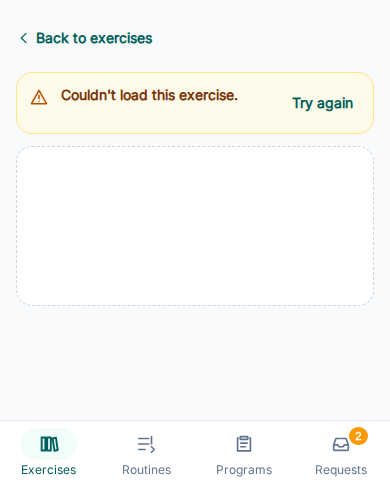 Back to exercises
Couldn't load this exercise.
Try again
2
Exercises
Routines
Programs
Requests